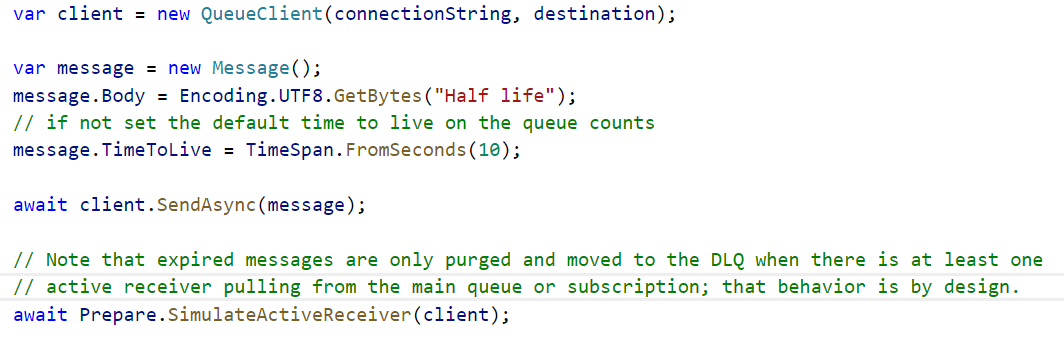 var client = new QueueClient(connectionString, destination);
var message = new Message();
message.Body = Encoding.UTF8.GetBytes("Half life");
// if not set the default time to live on the queue counts
message.TimeToLive = TimeSpan.FromSeconds(10);
await client.SendAsync(message);
// Note that expired messages are only purged and moved to the DLQ when there is at least one
// active receiver pulling from the main queue or subscription; that behavior is by design.
await Prepare.SimulateActiveReceiver(client);